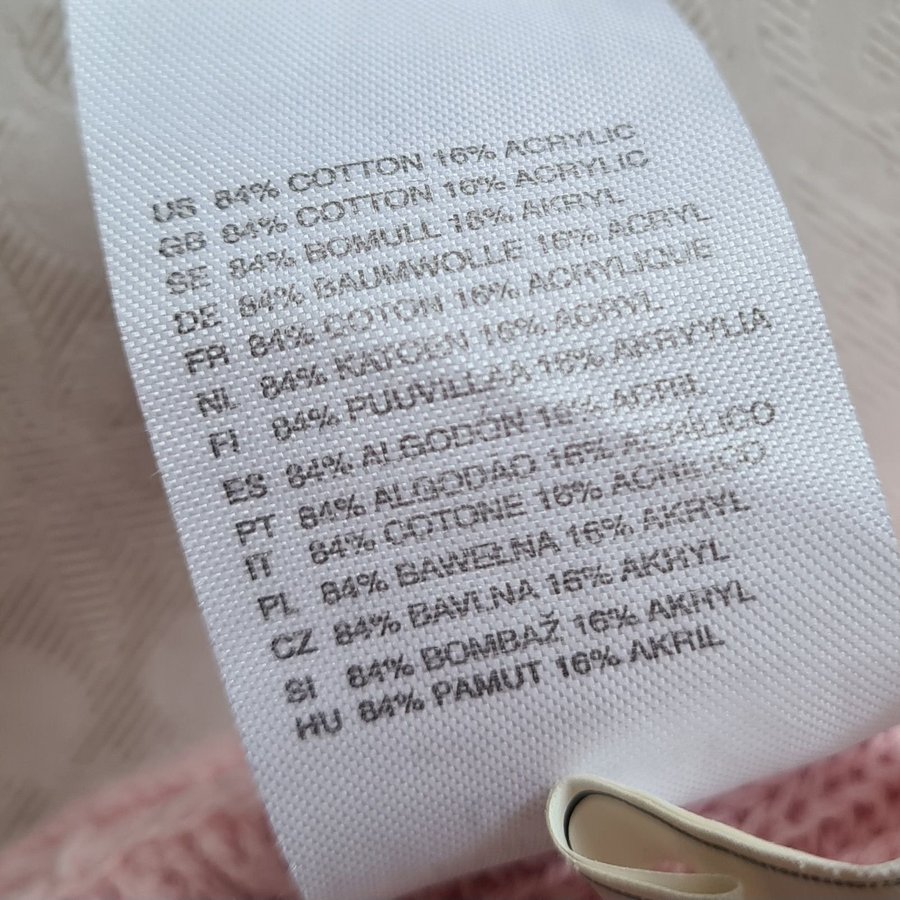 US 84% COTTON 16% ACRYLIC
GB 84% COTTON 16% ACRYLIC
SE 84% BOMULL 16% AKRYL
DE 84% BAUMWOLLE 16% ACRYL
FR 84% COTON 16% ACRYLIQUE
NL 84% KATOEN 16% ACRYL
FI 84% PUUVILLAA 16% AKRYYLIA
ES 84% ALGODÓN 16% ACRIL
PT 84% ALGODÃO 16% ACRÍLICO
IT 84% COTONE 16% ACRILICO
PL 84% BAWEŁNA 16% AKRYL
CZ 84% BAVLNA 16% AKRYL
SI 84% BOMBAŽ 16% AKRYL
HU 84% PAMUT 16% AKRIL